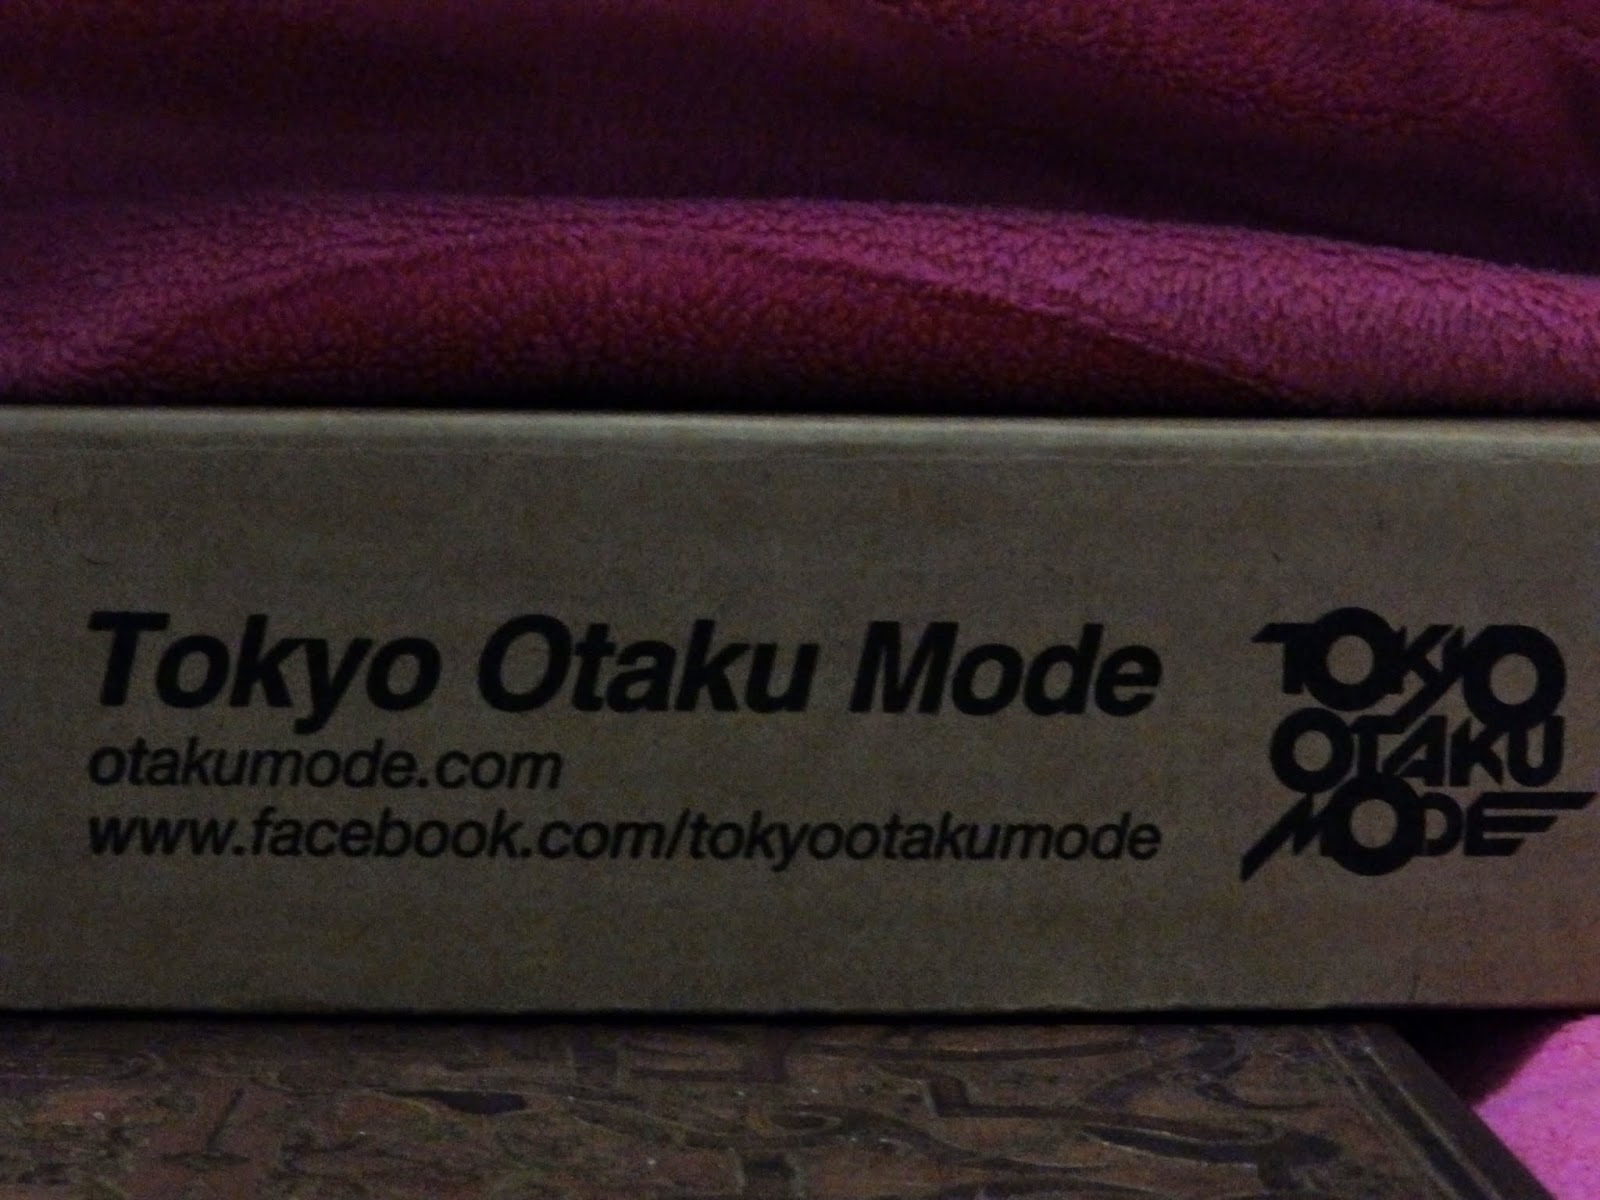 Tokyo Otaku Mode
otakumode.com
www.facebook.com/tokyootakumode
TOKYO
OTAKU
MODE